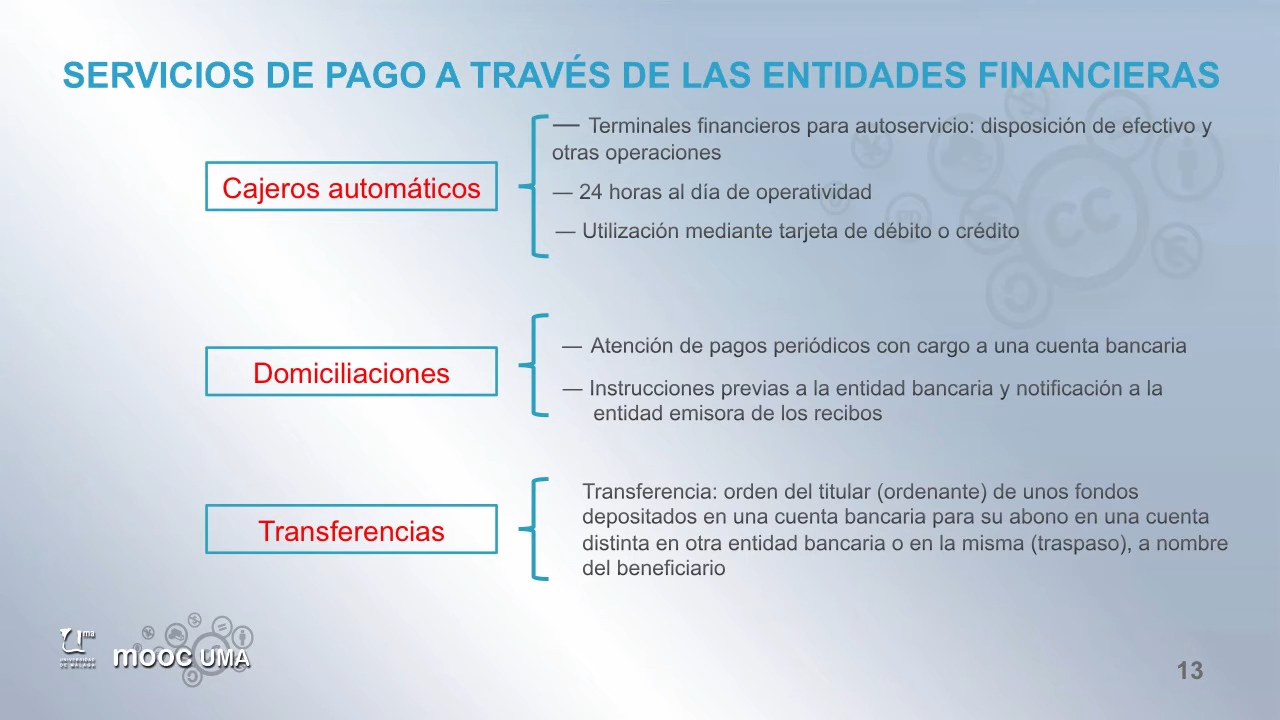 SERVICIOS DE PAGO A TRAVÉS DE LAS ENTIDADES FINANCIERAS
Cajeros automáticos
— Terminales financieros para autoservicio: disposición de efectivo y
otras operaciones
— 24 horas al día de operatividad
— Utilización mediante tarjeta de débito o crédito
Domiciliaciones
— Atención de pagos periódicos con cargo a una cuenta bancaria
— Instrucciones previas a la entidad bancaria y notificación a la
entidad emisora de los recibos
Transferencias
Transferencia: orden del titular (ordenante) de unos fondos
depositados en una cuenta bancaria para su abono en una cuenta
distinta en otra entidad bancaria o en la misma (traspaso), a nombre
del beneficiario
uma
UNIVERSIDAD
DE MÁLAGA
mooc UMA
13